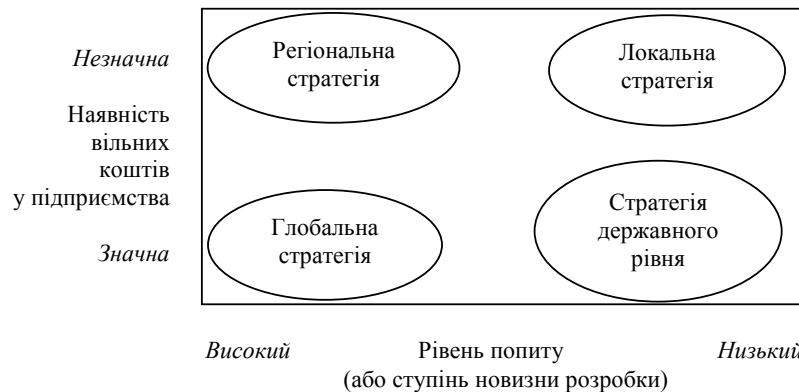 Незначна
Наявність
вільних
коштів
у підприємства
Значна
Регіональна
стратегія
Локальна
стратегія
Глобальна
стратегія
Стратегія
державного
рівня
Високий
Рівень попиту
(або ступінь новизни розробки)
Низький